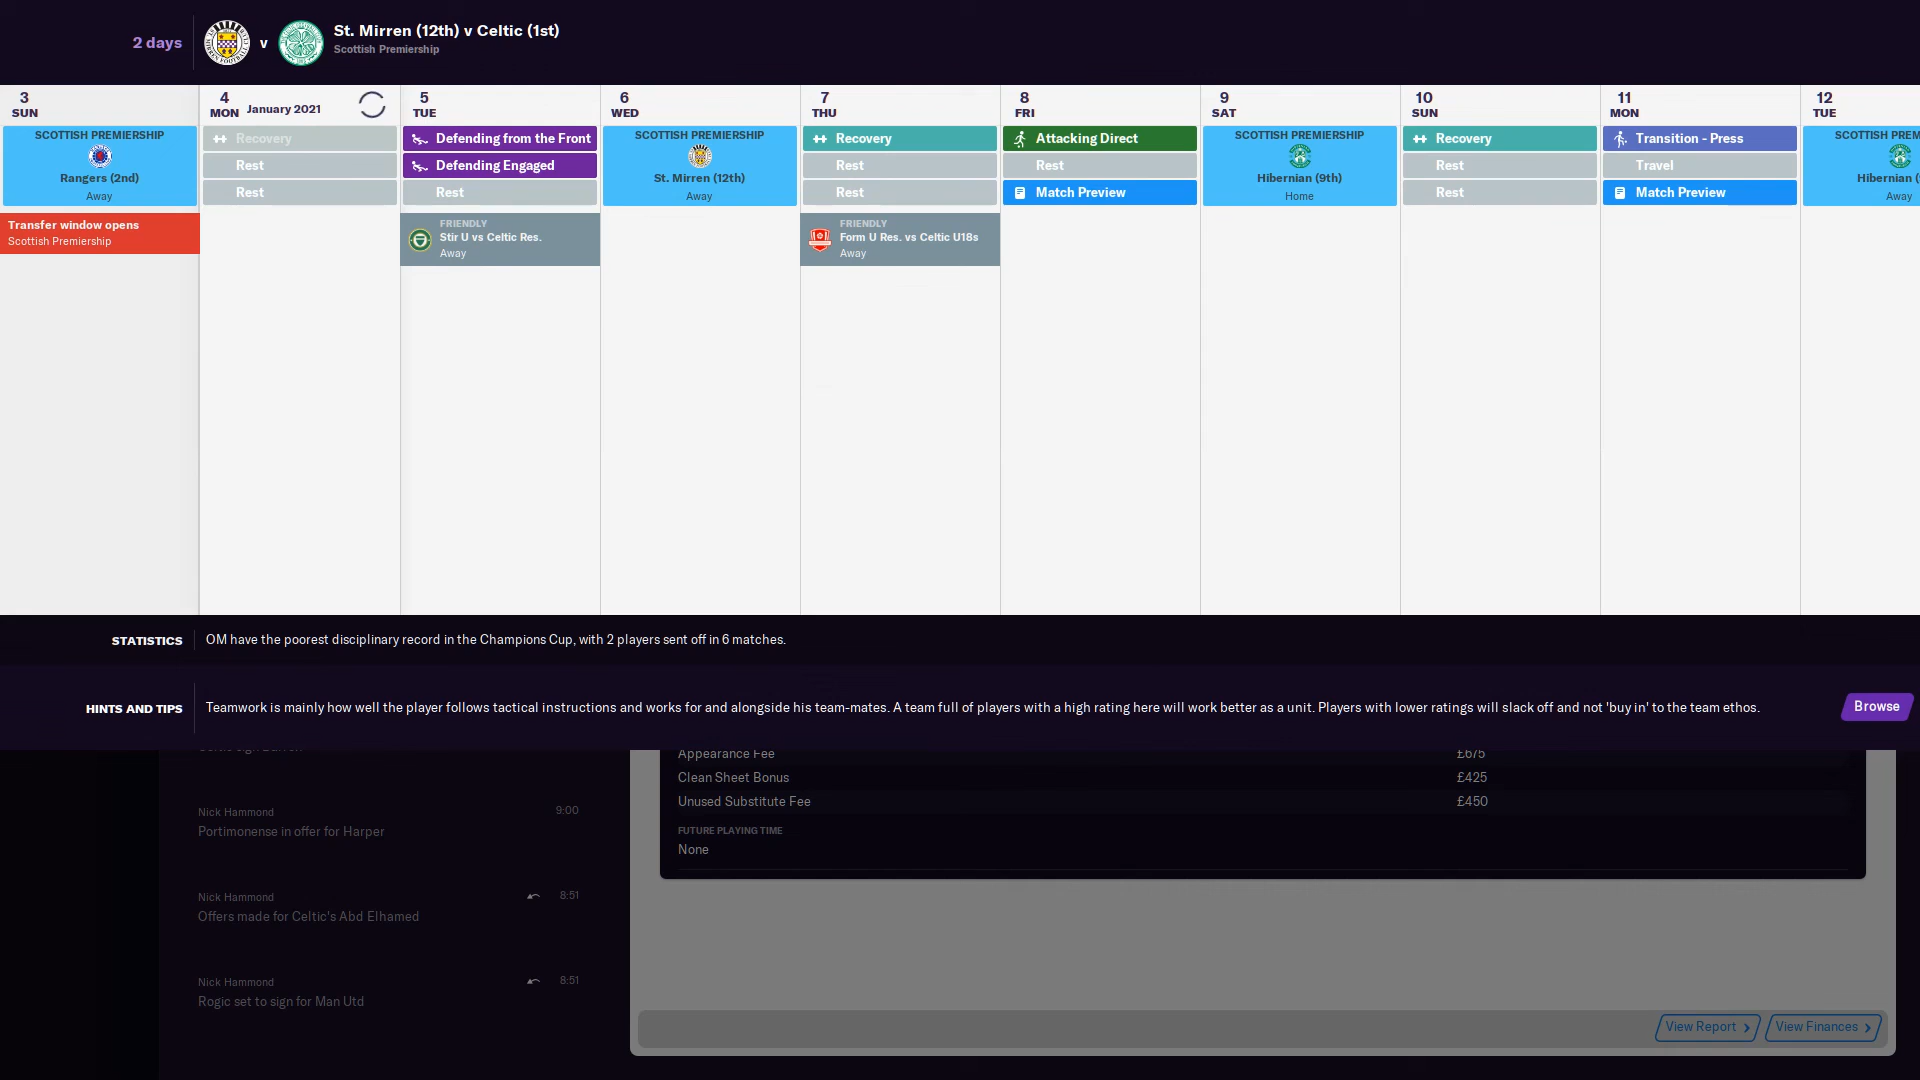 2 days
v
St. Mirren (12th) v Celtic (1st)
Scottish Premiership
3
SUN
4
MON January 2021
5
TUE
6
WED
7
THU
8
FRI
9
SAT
10
SUN
11
MON
12
TUE
SCOTTISH PREMIERSHIP
Rangers (2nd)
Away
Transfer window opens
Scottish Premiership
Recovery
Rest
Rest
Defending from the Front
Defending Engaged
Rest
FRIENDLY
Stir U vs Celtic Res.
Away
SCOTTISH PREMIERSHIP
St. Mirren (12th)
Away
Recovery
Rest
Rest
FRIENDLY
Form U Res. vs Celtic U18s
Away
Attacking Direct
Rest
Match Preview
SCOTTISH PREMIERSHIP
Hibernian (9th)
Home
Recovery
Rest
Rest
Transition - Press
Travel
Match Preview
SCOTTISH PREM
Hibernian (
Away
STATISTICS
OM have the poorest disciplinary record in the Champions Cup, with 2 players sent off in 6 matches.
HINTS AND TIPS
Teamwork is mainly how well the player follows tactical instructions and works for and alongside his team-mates. A team full of players with a high rating here will work better as a unit. Players with lower ratings will slack off and not 'buy in' to the team ethos.
Browse
Appearance Fee £675
Clean Sheet Bonus £425
Unused Substitute Fee £450
FUTURE PLAYING TIME
None
Nick Hammond 9:00
Portimonense in offer for Harper
Nick Hammond 8:51
Offers made for Celtic's Abd Elhamed
Nick Hammond 8:51
Rogic set to sign for Man Utd
View Report
View Finances